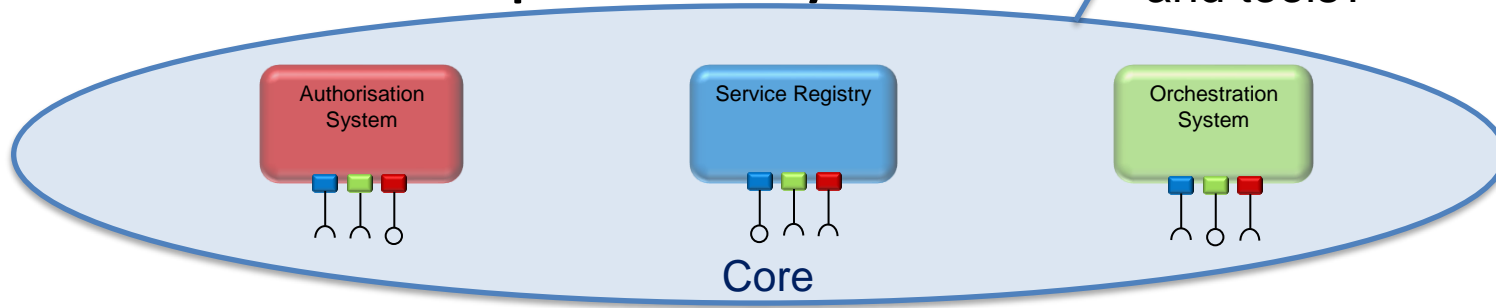 and tools?
Authorisation
System
Service Registry
Orchestration
System
Core